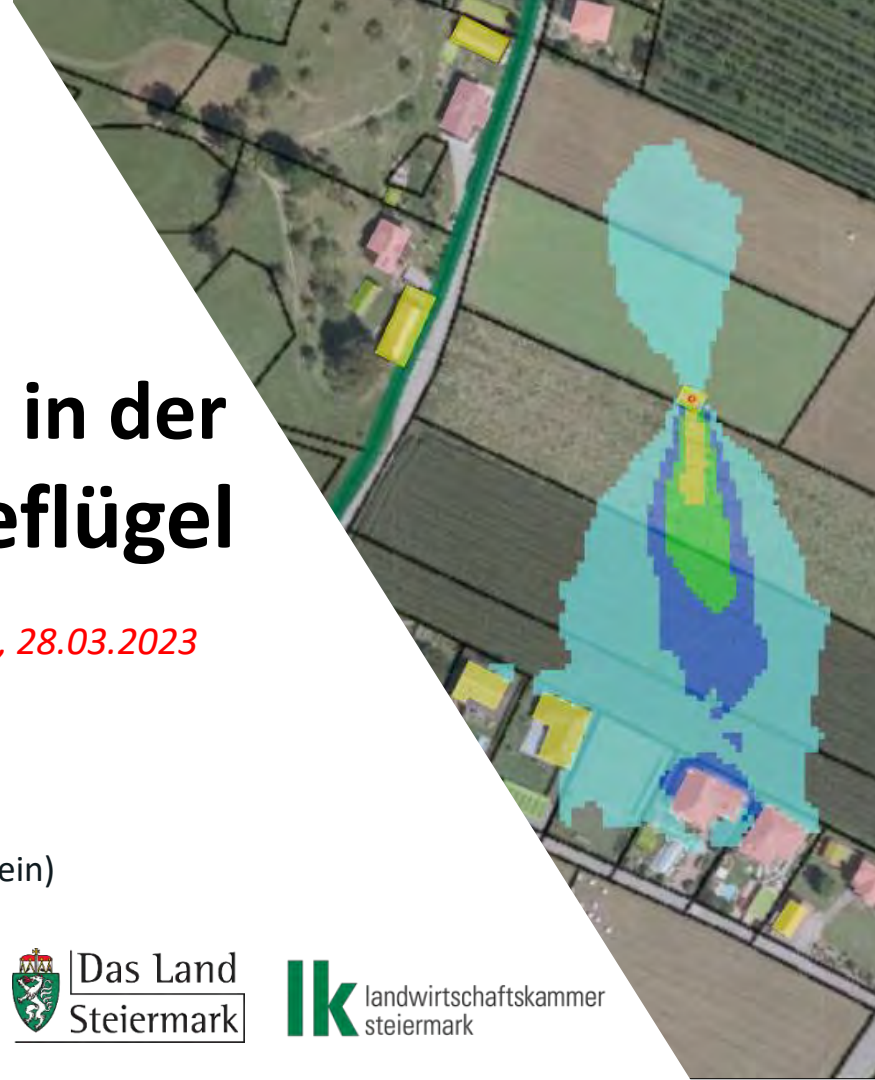 in der
eflügel
, 28.03.2023
ein)
Das Land
Steiermark
lk landwirtschaftskammer
steiermark